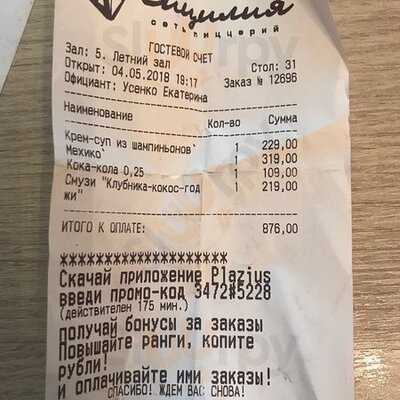 Сицилия
сеть пиццерий
ГОСТЕВОЙ СЧЕТ
Зал: 5. Летний зал Стол: 31
Открыт: 04.05.2018 19:17 Заказ № 12696
Официант: Усенко Екатерина
Наименование Кол-во Сумма
Крем-суп из шампиньонов` 1 229,00
Мехико` 1 319,00
Кока-кола 0,25 1 109,00
Смузи "Клубника-кокос-год 1 219,00
жи"
ИТОГО К ОПЛАТЕ: 876,00
Скачай приложение Plazius
введи промо-код 3472#5228
(действителен 175 мин.)
Получай бонусы за заказы
Повышайте ранги, копите
рубли!
и оплачивайте ими заказы!
СПАСИБО! ЖДЕМ ВАС СНОВА!